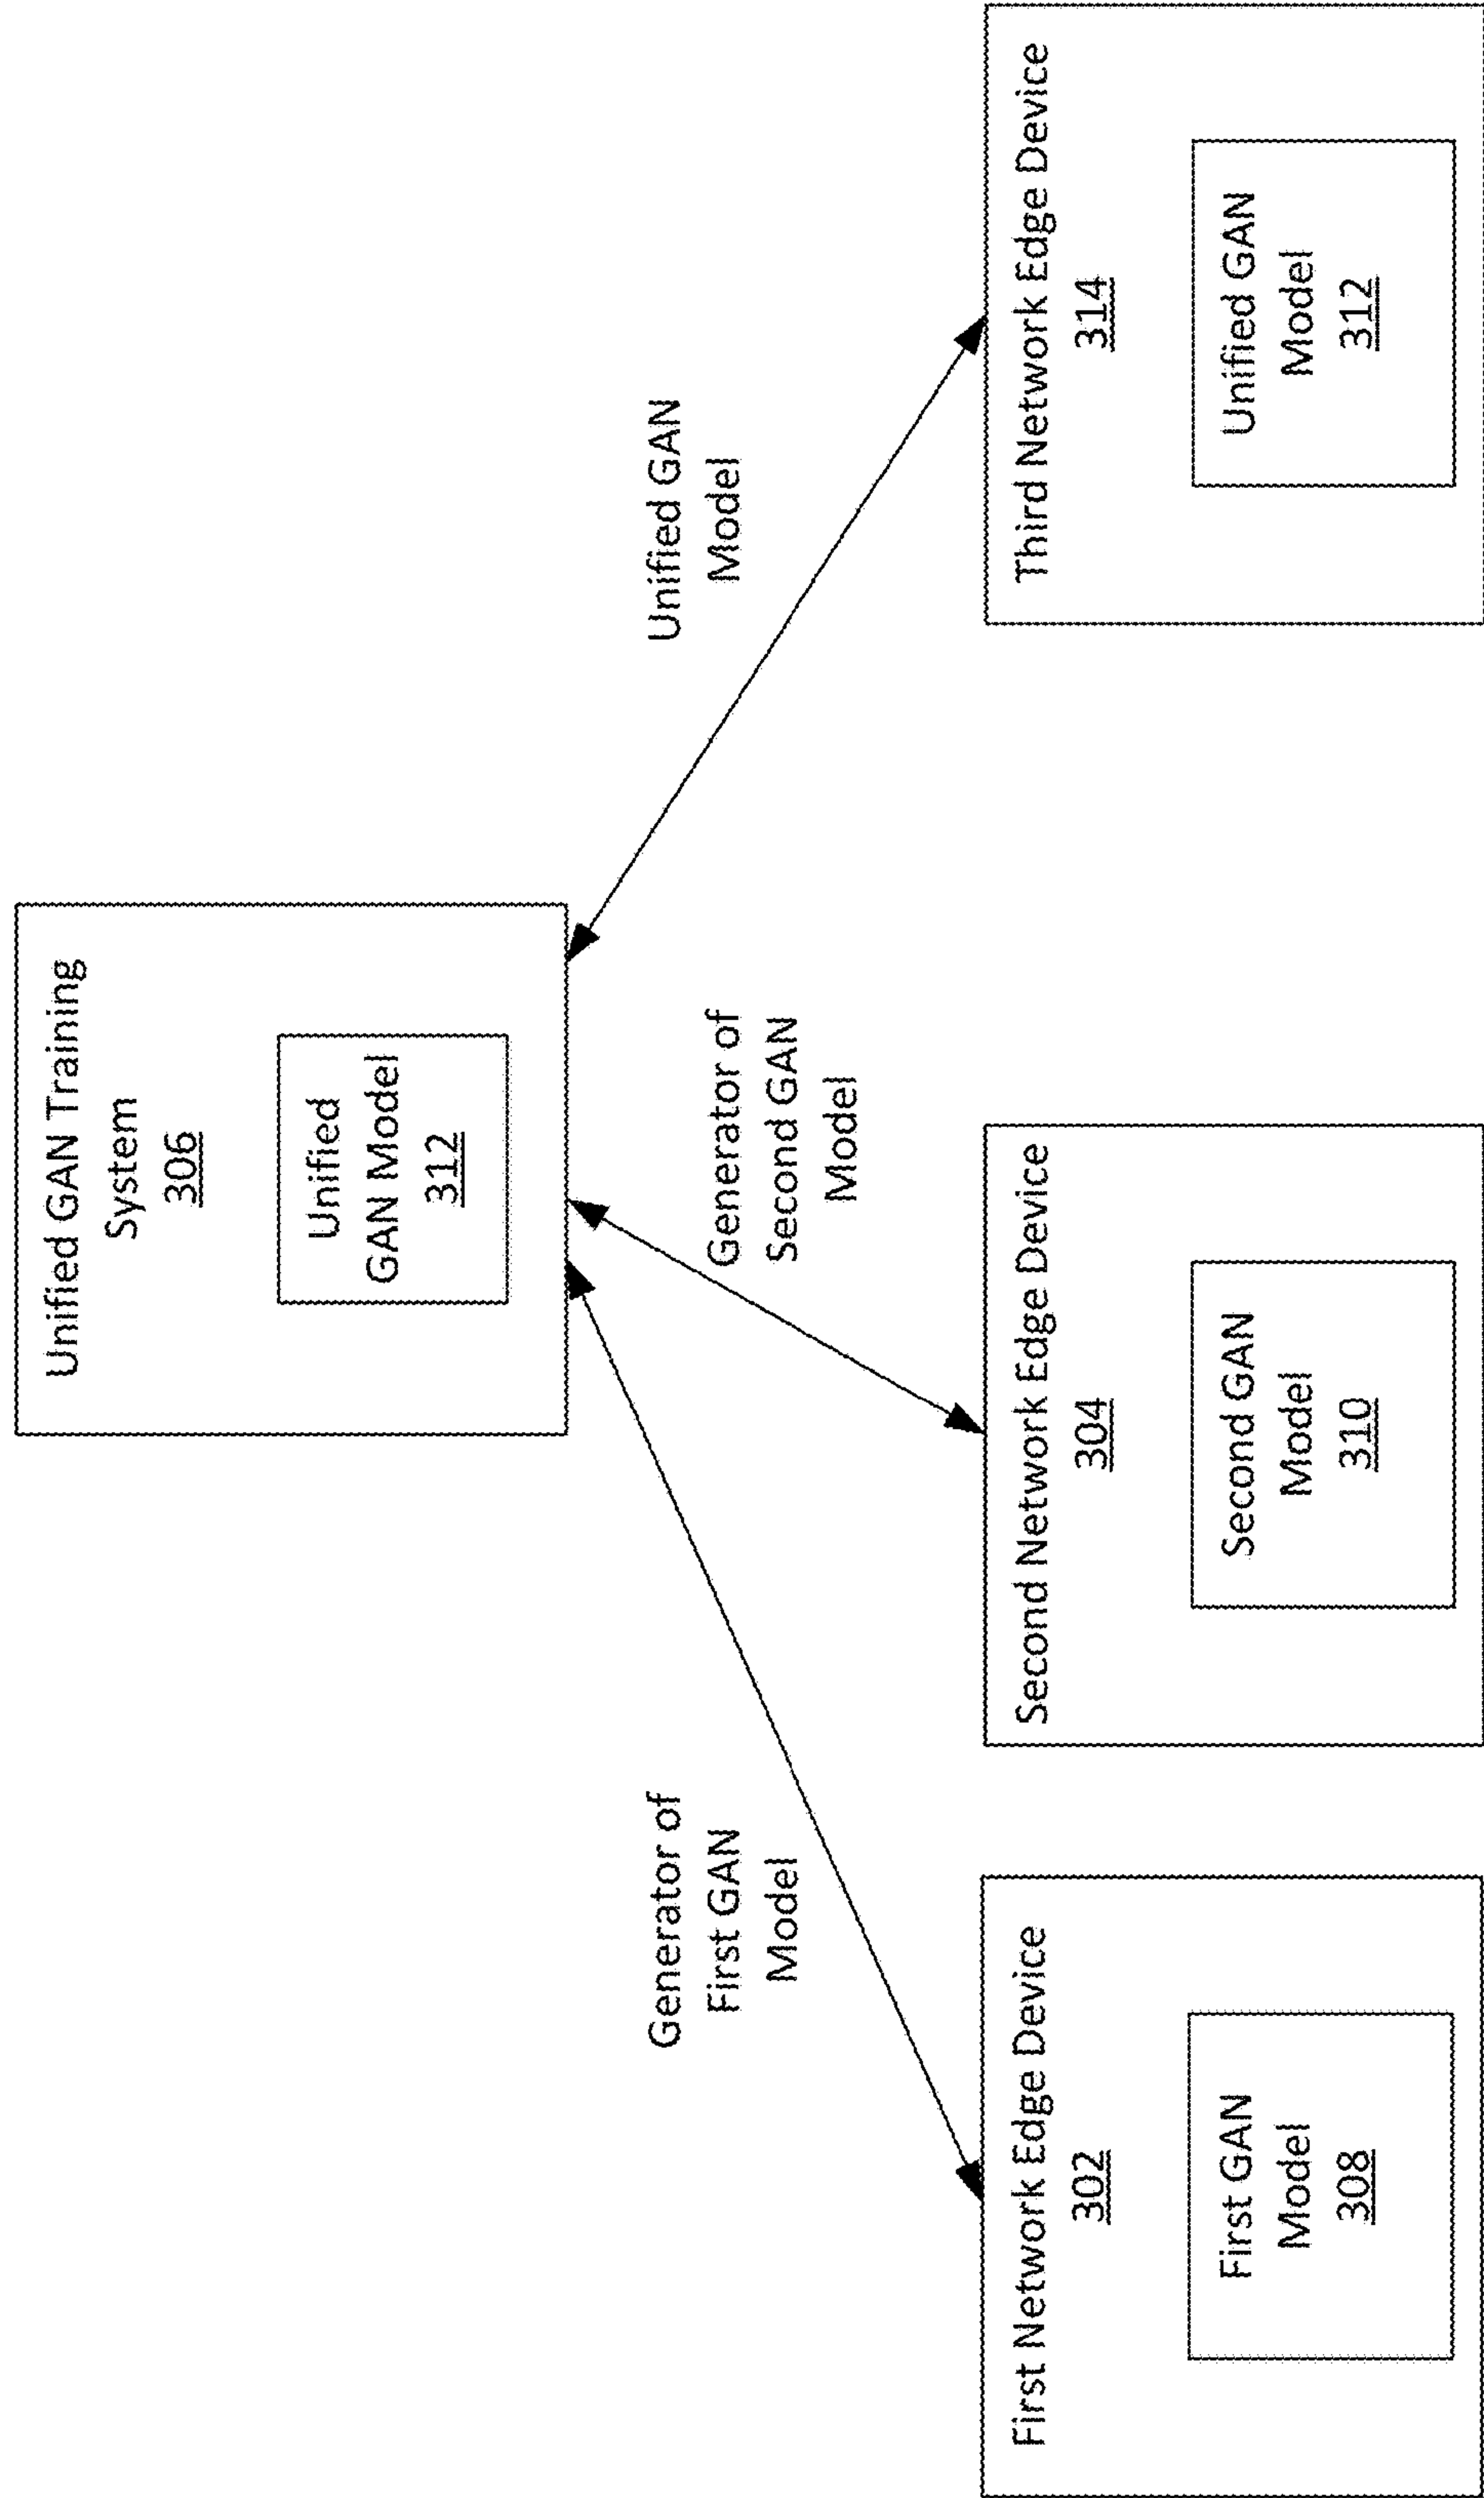 Unified GAN Training
System
306
Unified
GAN Model
312
Generator of
First GAN
Model
Generator of
Second GAN
Model
Unified GAN
Model
First Network Edge Device
302
First GAN
Model
308
Second Network Edge Device
304
Second GAN
Model
310
Third Network Edge Device
314
Unified GAN
Model
312